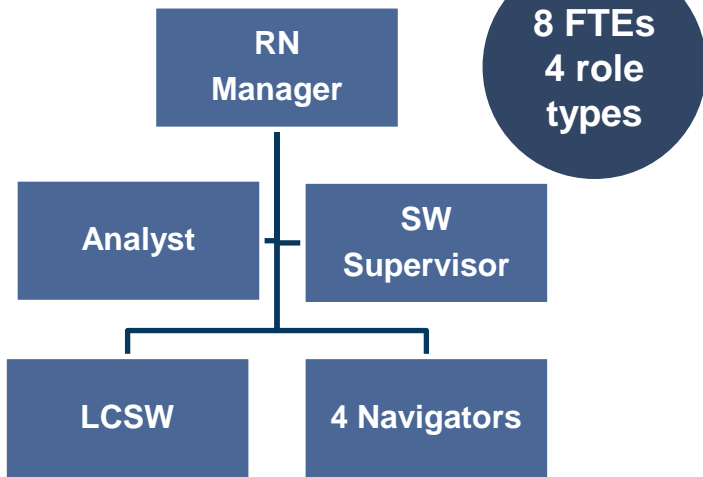 8 FTEs
4 role
types
RN
Manager
Analyst
SW
Supervisor
LCSW
4 Navigators